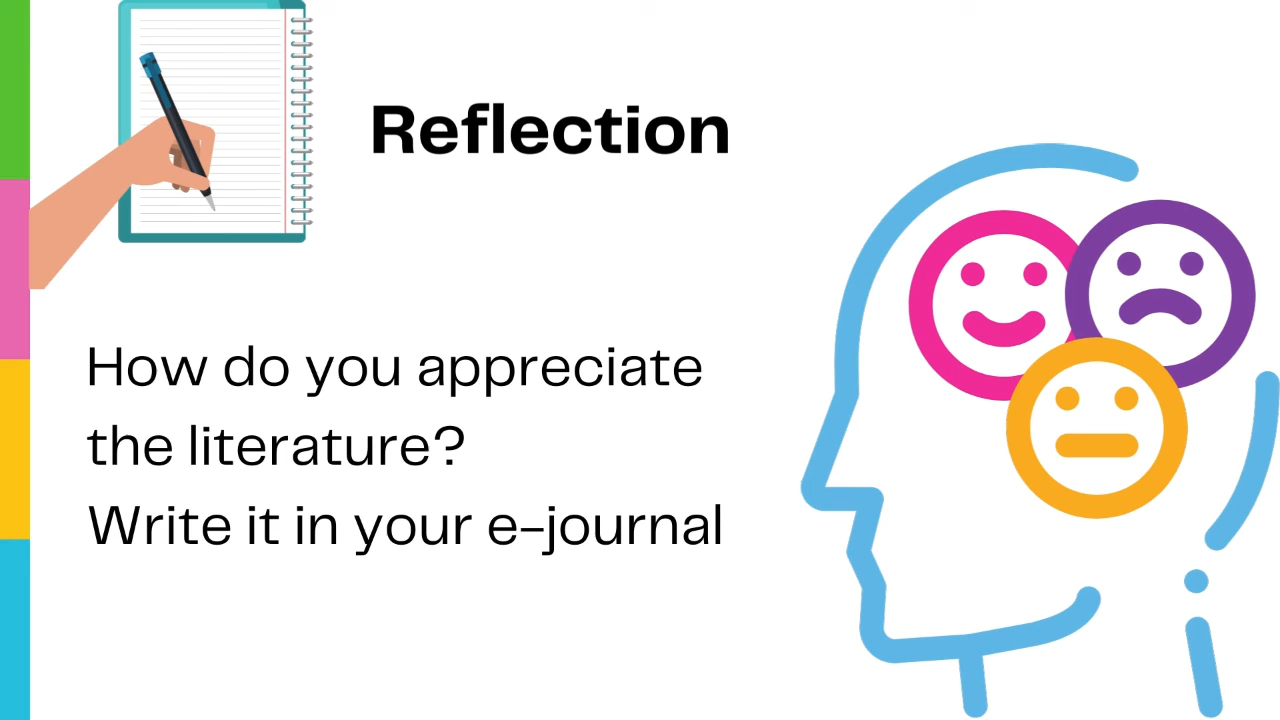 Reflection
How do you appreciate
the literature?
Write it in your e-journal